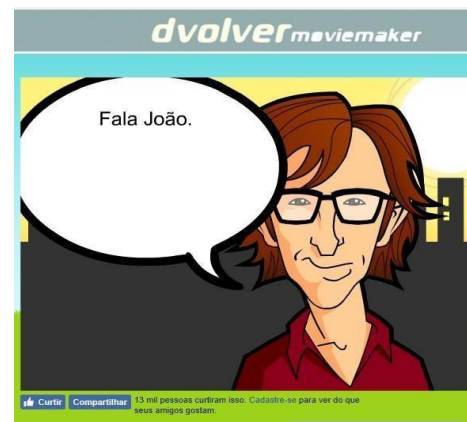 dvolver moviemaker
Fala João.
Curtir Compartilhar 13 mil pessoas curtiram isso. Cadastre-se para ver do que
seus amigos gostam.